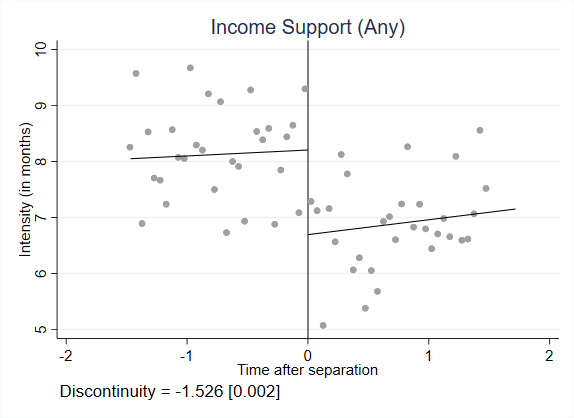 Income Support (Any)
Intensity (in months)
10
9
8
7
6
5
-2 -1 0 1 2
Time after separation
Discontinuity = -1.526 [0.002]